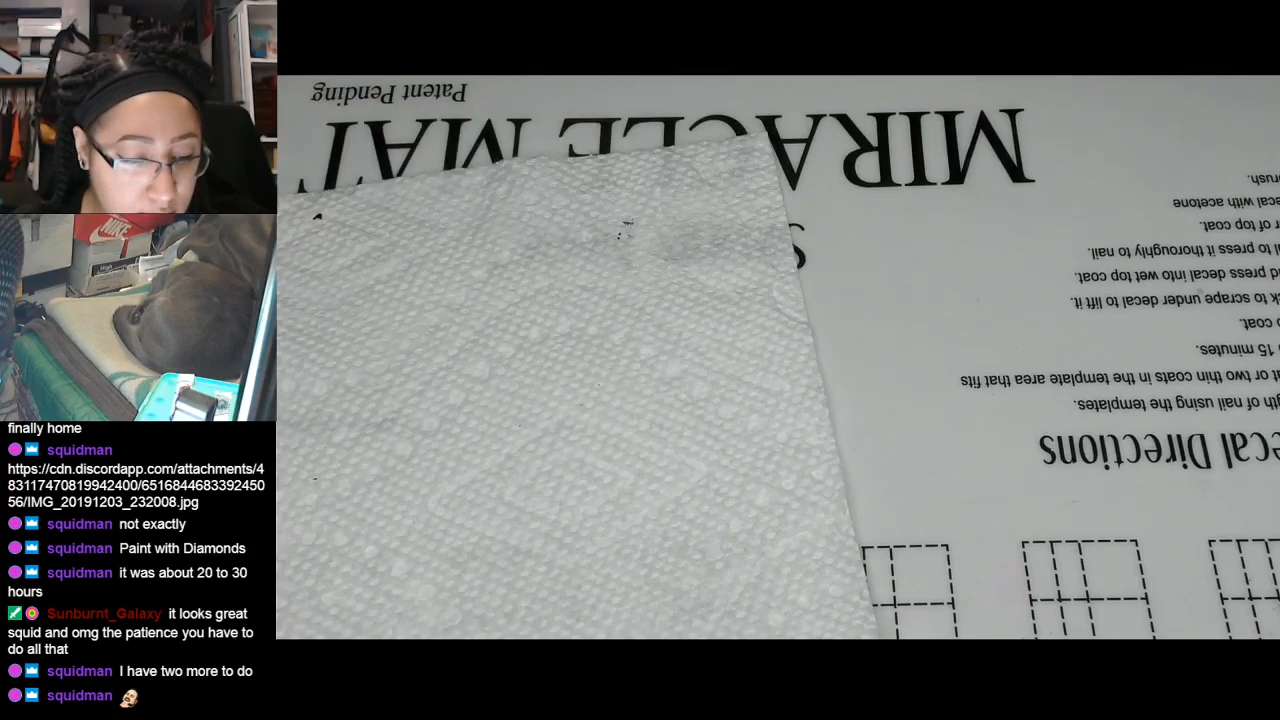 finally home
squidman
https://cdn.discordapp.com/attachments/4
83117470819942400/6516844683392450
56/IMG_20191203_232008.jpg
squidman not exactly
squidman Paint with Diamonds
squidman it was about 20 to 30
hours
Sunburnt_Galaxy it looks great
squid and omg the patience you have to
do all that
squidman I have two more to do
squidman
NIKE
Patent Pending
MIRACLE MAT
ecal Directions
gth of nail using the templates.
at or two thin coats in the template area that fits
15 minutes.
coat.
ck to scrape under decal to lift it.
nd press decal into wet top coat.
al to press it thoroughly to nail.
r of top coat.
ecal with acetone
rush.